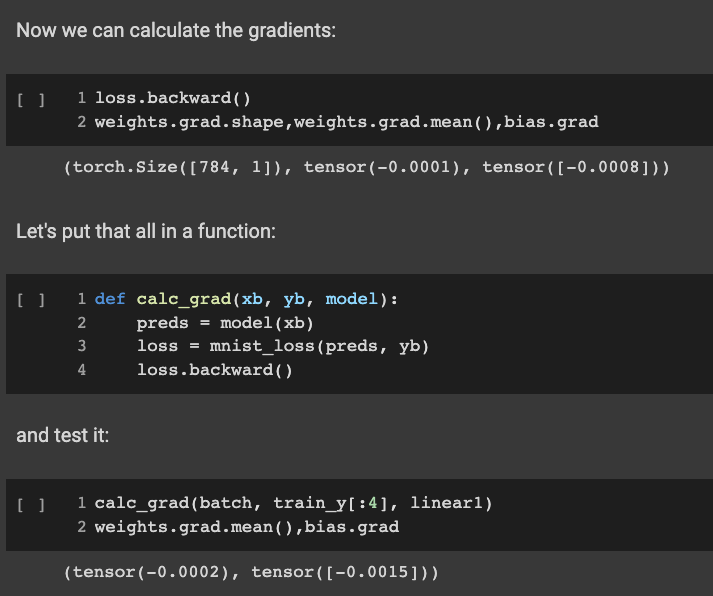 Now we can calculate the gradients:
[ ] 1 loss.backward()
2 weights.grad.shape,weights.grad.mean(),bias.grad
(torch.Size([784, 1]), tensor(-0.0001), tensor([-0.0008]))
Let's put that all in a function:
[ ] 1 def calc_grad(xb, yb, model):
2     preds = model(xb)
3     loss = mnist_loss(preds, yb)
4     loss.backward()
and test it:
[ ] 1 calc_grad(batch, train_y[:4], linear1)
2 weights.grad.mean(),bias.grad
(tensor(-0.0002), tensor([-0.0015]))